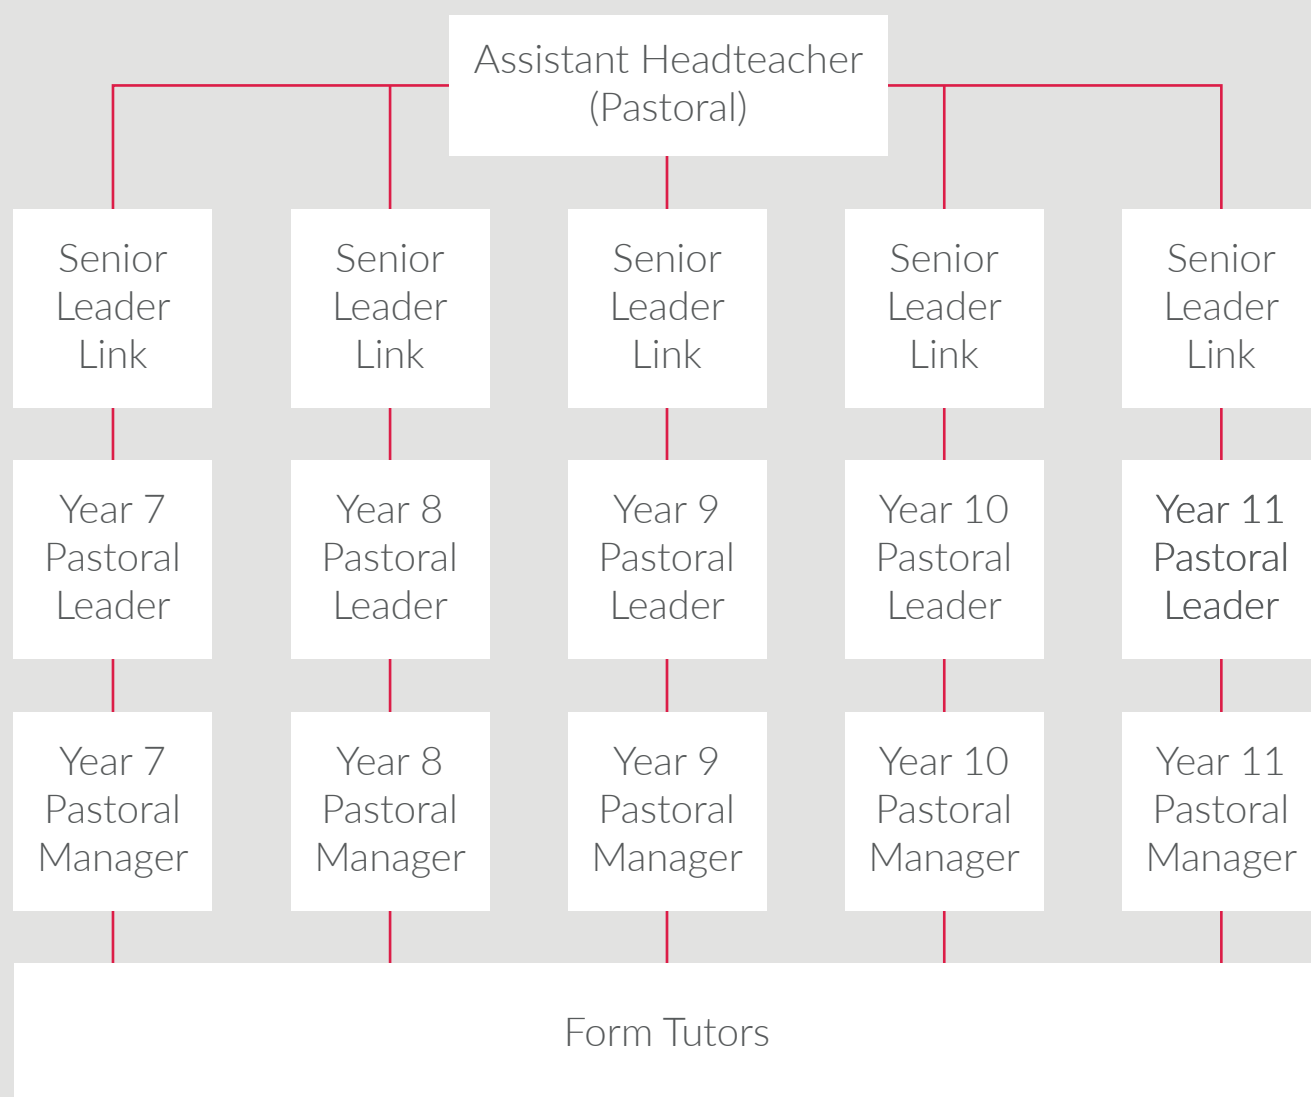 Assistant Headteacher
(Pastoral)
Senior
Leader
Link
Senior
Leader
Link
Senior
Leader
Link
Senior
Leader
Link
Senior
Leader
Link
Year 7
Pastoral
Leader
Year 8
Pastoral
Leader
Year 9
Pastoral
Leader
Year 10
Pastoral
Leader
Year 11
Pastoral
Leader
Year 7
Pastoral
Manager
Year 8
Pastoral
Manager
Year 9
Pastoral
Manager
Year 10
Pastoral
Manager
Year 11
Pastoral
Manager
Form Tutors